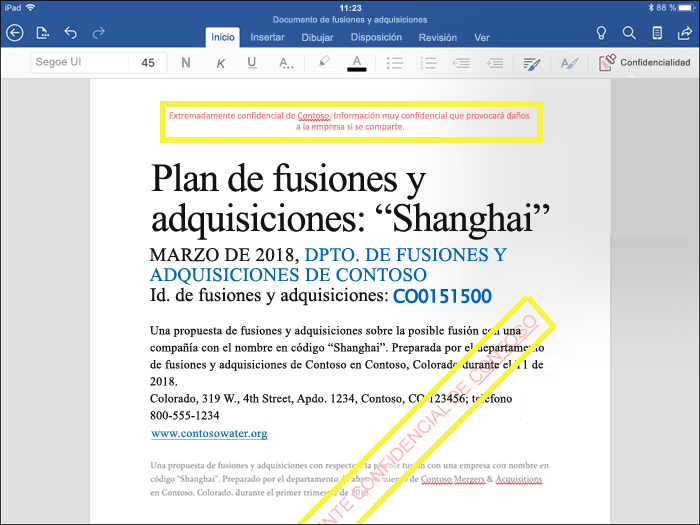 iPad 11:23 88 %
Documento de fusiones y adquisiciones
Inicio Insertar Dibujar Disposición Revisión Ver
Segoe UI 45 N K U A... A Confidencialidad
Extremadamente confidencial de Contoso. Información muy confidencial que provocará daños
a la empresa si se comparte.
Plan de fusiones y
adquisiciones: “Shanghai”
MARZO DE 2018, DPTO. DE FUSIONES Y
ADQUISICIONES DE CONTOSO
Id. de fusiones y adquisiciones: CO0151500
Una propuesta de fusiones y adquisiciones sobre la posible fusión con una
compañía con el nombre en código “Shanghai”. Preparada por el departamento
de fusiones y adquisiciones de Contoso en Contoso, Colorado durante el 1 de
2018.
Colorado, 319 W., 4th Street, Apdo. 1234, Contoso, CO 123456; teléfono
800-555-1234
www.contosowater.org
Una propuesta de fusiones y adquisiciones con respecto a la posible fusión con una empresa con nombre en
código "Shanghai". Preparado por el departamento de abastecimiento de Contoso Mergers & Acquisitions
en Contoso, Colorado, durante el primer trimestre de 2018.
ENTE CONFIDENCIAL DE CONTOSO